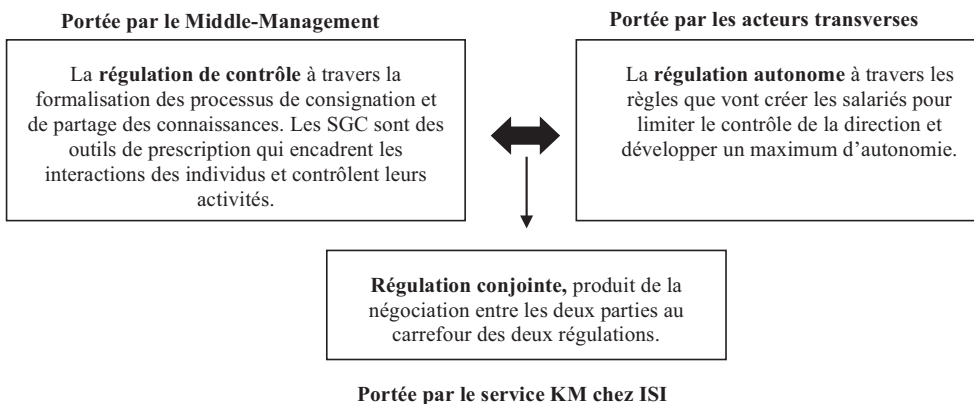 Portée par le Middle-Management
La régulation de contrôle à travers la
formalisation des processus de consignation et
de partage des connaissances. Les SGC sont des
outils de prescription qui encadrent les
interactions des individus et contrôlent leurs
activités.
Portée par les acteurs transverses
La régulation autonome à travers les
règles que vont créer les salariés pour
limiter le contrôle de la direction et
développer un maximum d’autonomie.
Régulation conjointe, produit de la
négociation entre les deux parties au
carrefour des deux régulations.
Portée par le service KM chez ISI